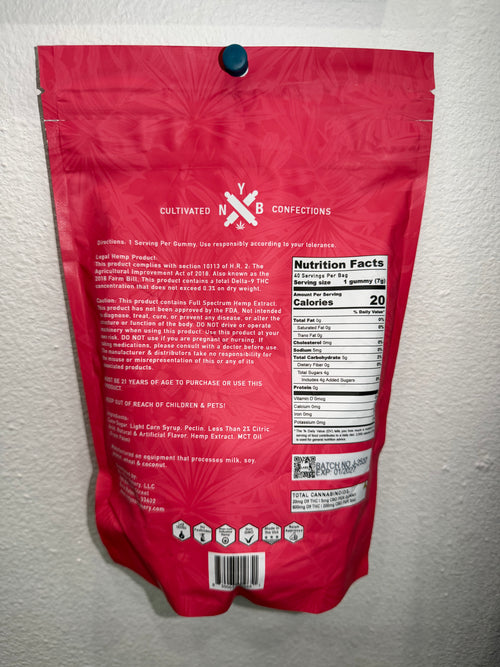 Y
CULTIVATED N B CONFECTIONS
Directions: 1 Serving Per Gummy. Use responsibly according to your tolerance.
Legal Hemp Product.
This product complies with section 10113 of H.R. 2: The
Agricultural Improvement Act of 2018. Also known as the
2018 Farm Bill. This product contains a total Delta-9 THC
concentration that does not exceed 0.3% on dry weight.
Caution: This product contains Full Spectrum Hemp Extract.
This product has not been approved by the FDA. Not intended
to diagnose, treat, cure, or prevent any disease, or alter the
structure or function of the body. DO NOT drive or operate
machinery when using this product. Use this product at your
own risk. DO NOT use if you are pregnant or nursing. If
taking medications, please consult with a doctor before use.
The manufacturer & distributors take no responsibility for
the misuse or misrepresentation of this or any of its
associated products.
MUST BE 21 YEARS OF AGE TO PURCHASE OR USE THIS
PRODUCT.
KEEP OUT OF REACH OF CHILDREN & PETS!
Ingredients:
Sugar, Light Corn Syrup, Pectin, Less Than 2% Citric
Acid, Natural & Artificial Flavor, Hemp Extract, MCT Oil
Manufactured on equipment that processes milk, soy,
wheat & coconut.
LLC
Street
33602
Nutrition Facts
40 Servings Per Bag
Serving size 1 gummy (7g)
Amount Per Serving
Calories 20
% Daily Value*
Total Fat 0g 0%
Saturated Fat 0g 0%
Trans Fat 0g
Cholesterol 0mg 0%
Sodium 5mg 0%
Total Carbohydrate 5g
Dietary Fiber 0g
Total Sugars 4g
Includes 4g Added Sugars
Protein 0g
Vitamin D 0mcg
Calcium 0mg
Iron 0mg
Potassium 0mg
BATCH NO.
EXP: 01/2027
TOTAL CANNABINOIDS